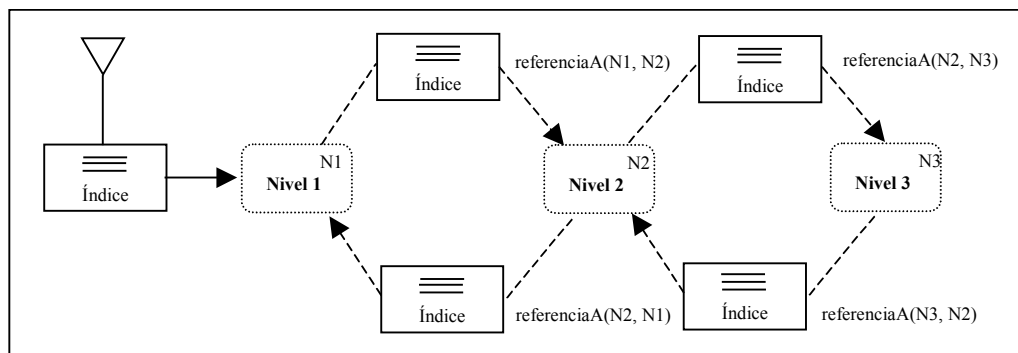 Índice
referenciaA(N1, N2)
Índice
referenciaA(N2, N3)
Índice
N1
Nivel 1
N2
Nivel 2
N3
Nivel 3
Índice
referenciaA(N2, N1)
Índice
referenciaA(N3, N2)